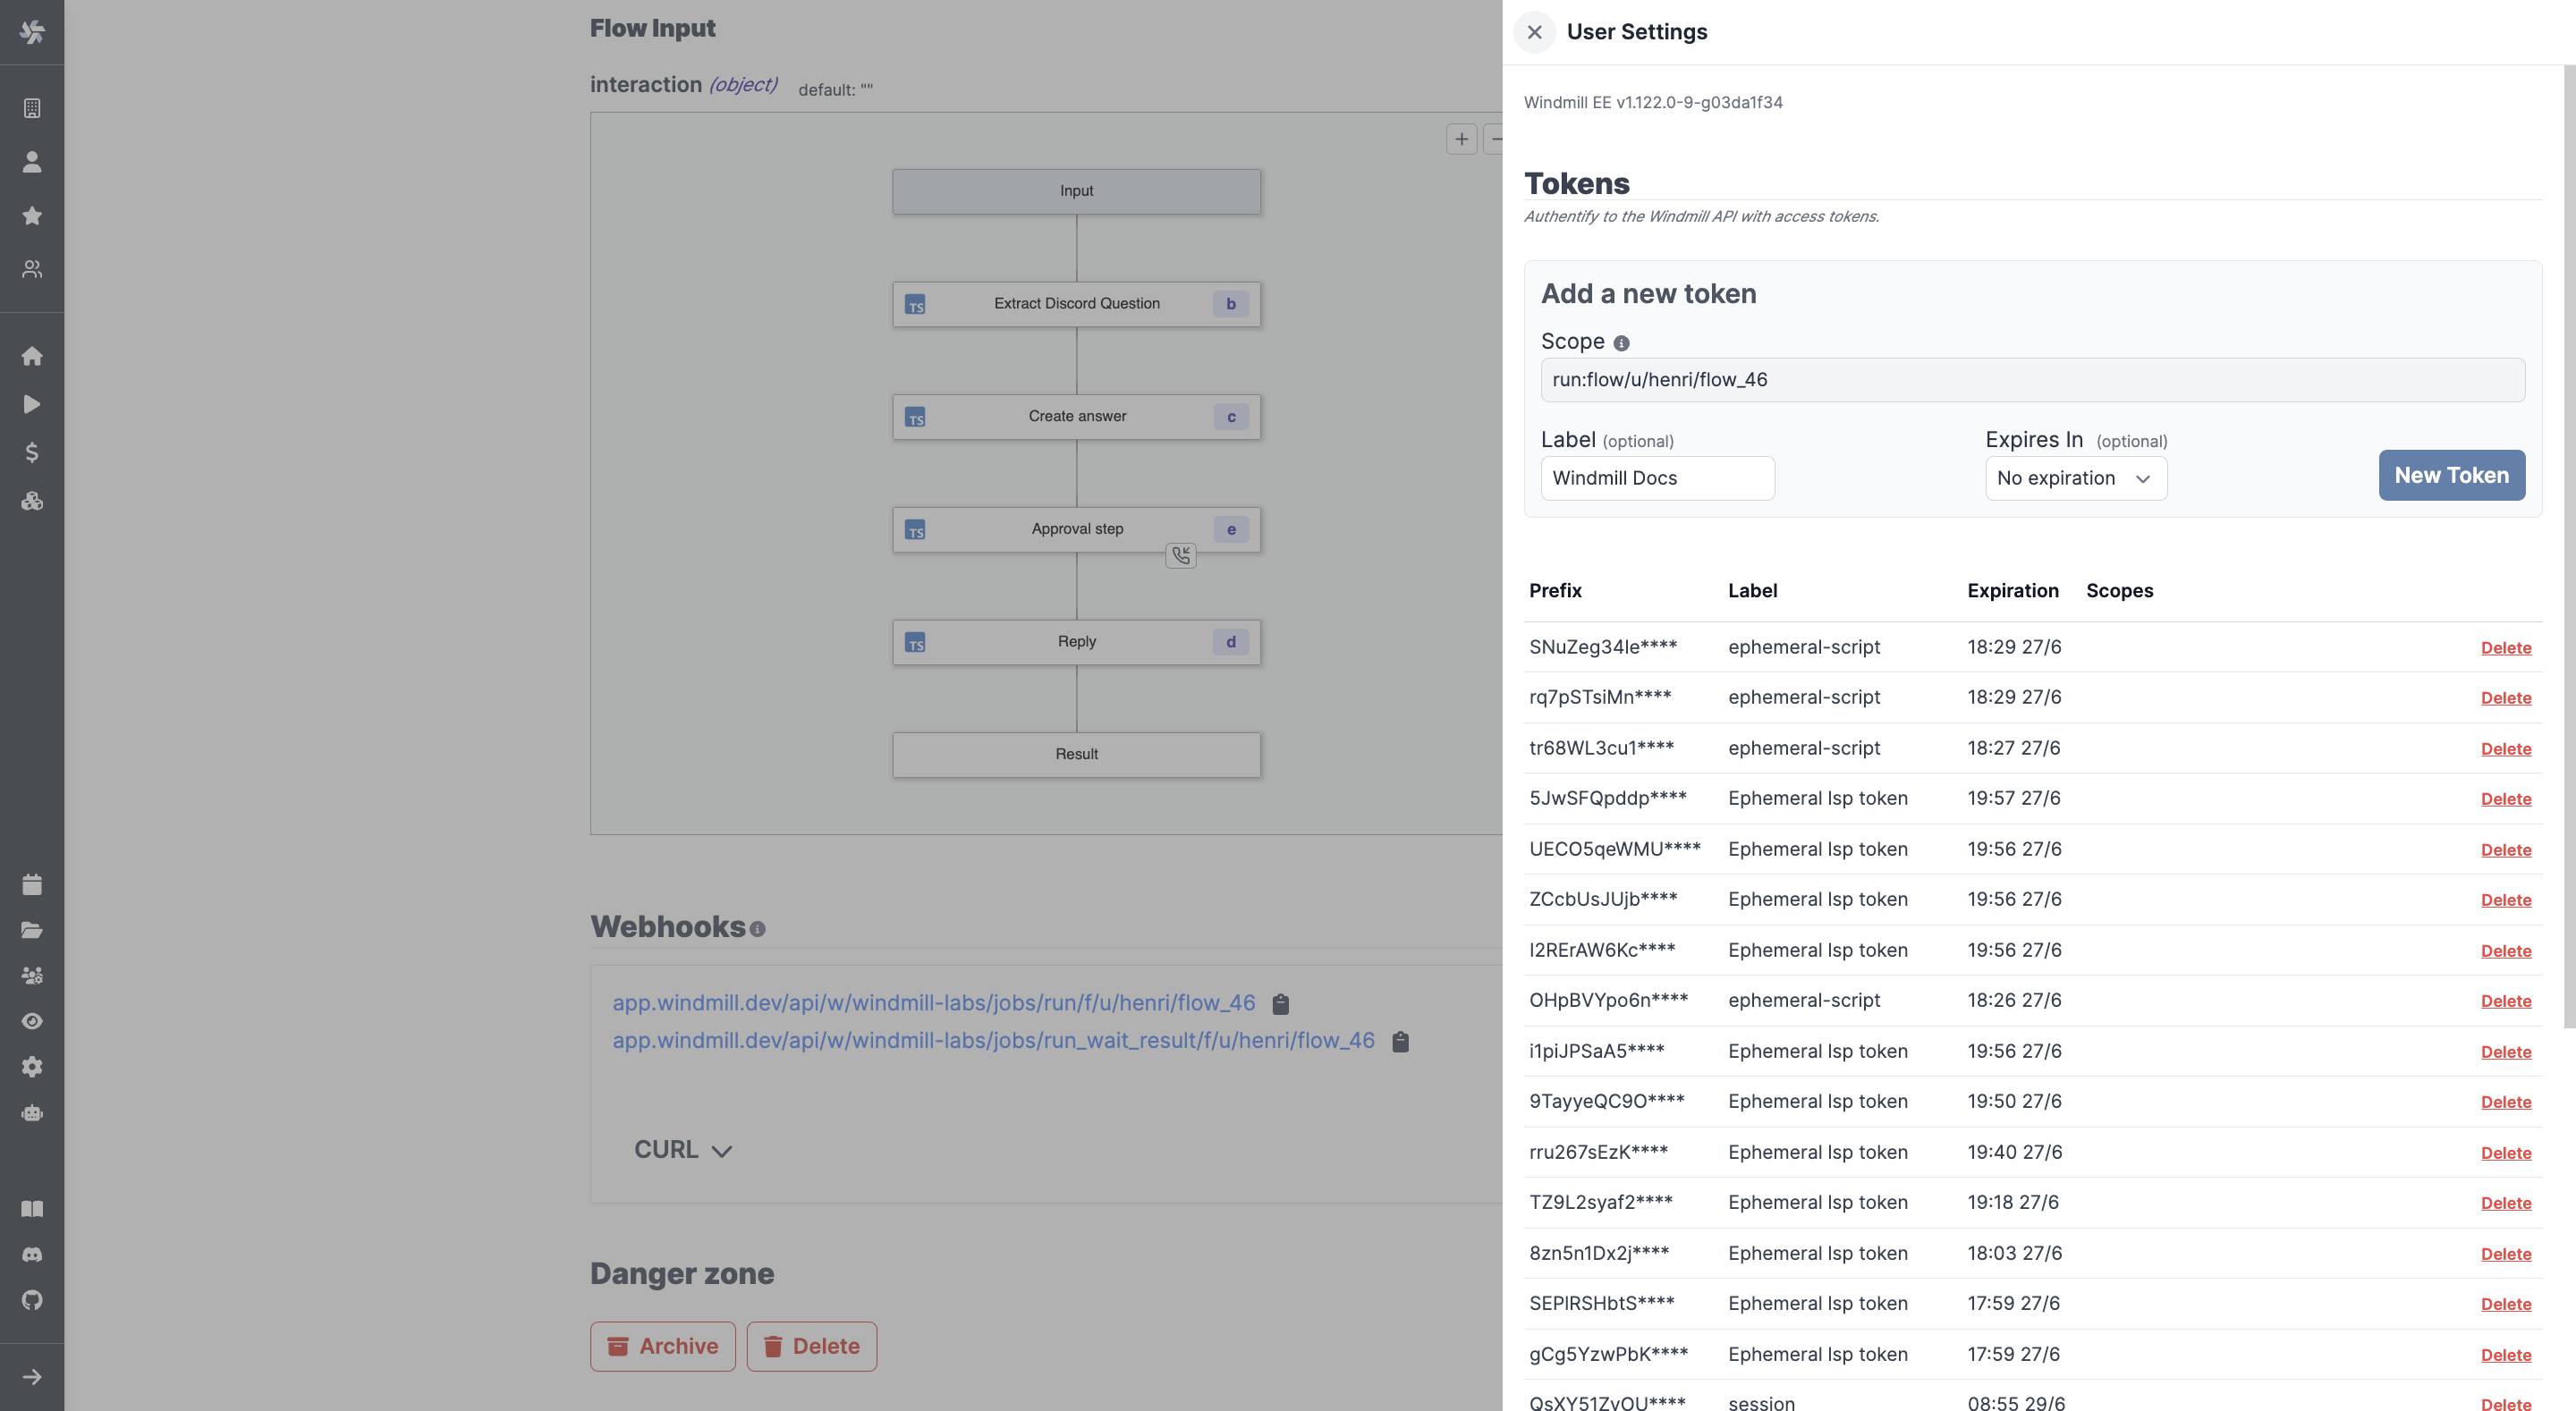 Flow Input
interaction (object) default: ""
Input
TS Extract Discord Question b
TS Create answer c
TS Approval step e
TS Reply d
Result
Webhooks
app.windmill.dev/api/w/windmill-labs/jobs/run/f/u/henri/flow_46
app.windmill.dev/api/w/windmill-labs/jobs/run_wait_result/f/u/henri/flow_46
CURL
Danger zone
Archive Delete
User Settings
Windmill EE v1.122.0-9-g03da1f34
Tokens
Authentify to the Windmill API with access tokens.
Add a new token
Scope
run:flow/u/henri/flow_46
Label (optional) Expires In (optional)
Windmill Docs No expiration New Token
Prefix Label Expiration Scopes
SNuZeg34le**** ephemeral-script 18:29 27/6 Delete
rq7pSTsiMn**** ephemeral-script 18:29 27/6 Delete
tr68WL3cu1**** ephemeral-script 18:27 27/6 Delete
5JwSFQpddp**** Ephemeral lsp token 19:57 27/6 Delete
UECO5qeWMU**** Ephemeral lsp token 19:56 27/6 Delete
ZCcbUsJUjb**** Ephemeral lsp token 19:56 27/6 Delete
I2RErAW6Kc**** Ephemeral lsp token 19:56 27/6 Delete
OHpBVYpo6n**** ephemeral-script 18:26 27/6 Delete
i1piJPSaA5**** Ephemeral lsp token 19:56 27/6 Delete
9TayyeQC9O**** Ephemeral lsp token 19:50 27/6 Delete
rru267sEzK**** Ephemeral lsp token 19:40 27/6 Delete
TZ9L2syaf2**** Ephemeral lsp token 19:18 27/6 Delete
8zn5n1Dx2j**** Ephemeral lsp token 18:03 27/6 Delete
SEPIRSHbtS**** Ephemeral lsp token 17:59 27/6 Delete
gCg5YzwPbK**** Ephemeral lsp token 17:59 27/6 Delete
QsXY51ZvOU**** session 08:55 29/6 Delete